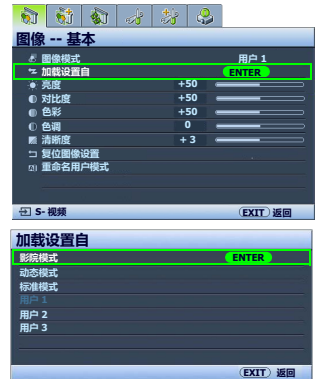 图像 -- 基本
图像模式 用户 1
加载设置自 ENTER
亮度 +50
对比度 +50
色彩 +50
色调 0
清晰度 + 3
复位图像设置
重命名用户模式
S- 视频 EXIT 返回
加载设置自
影院模式 ENTER
动态模式
标准模式
用户 1
用户 2
用户 3
EXIT 返回